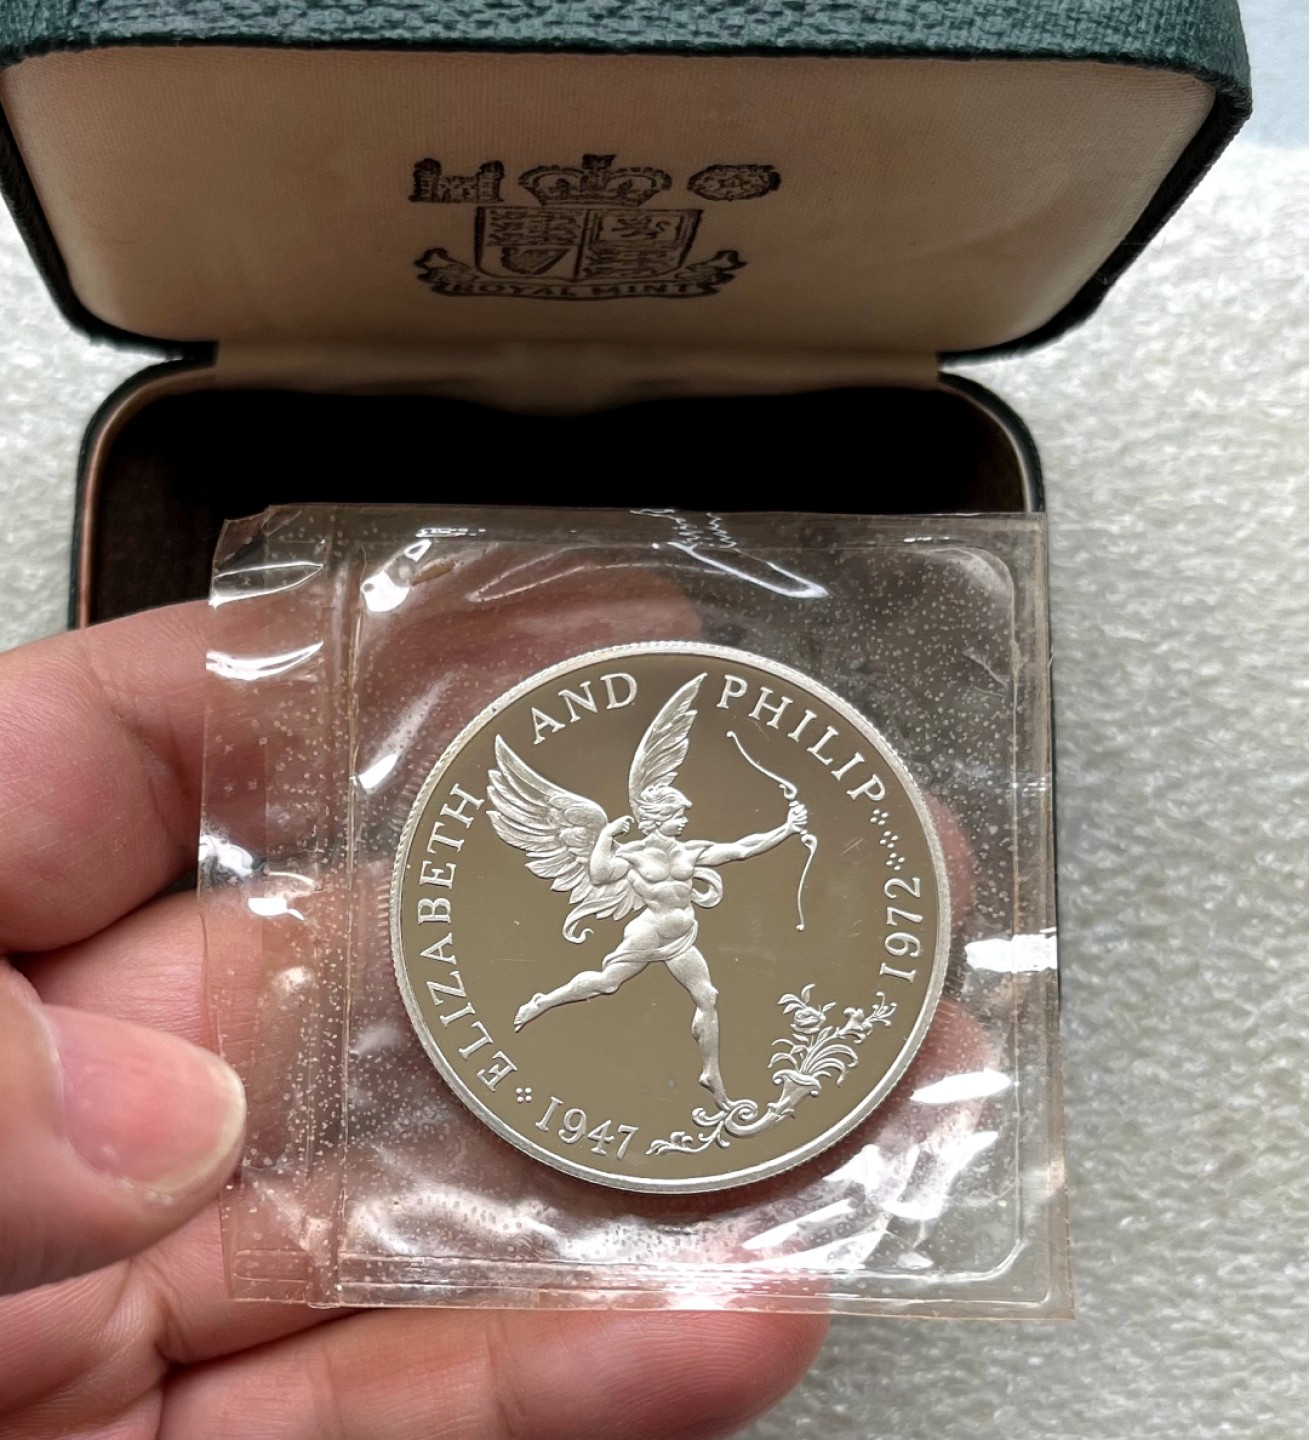 ROYAL MINT
ELIZABETH AND PHILIP 1972
1947